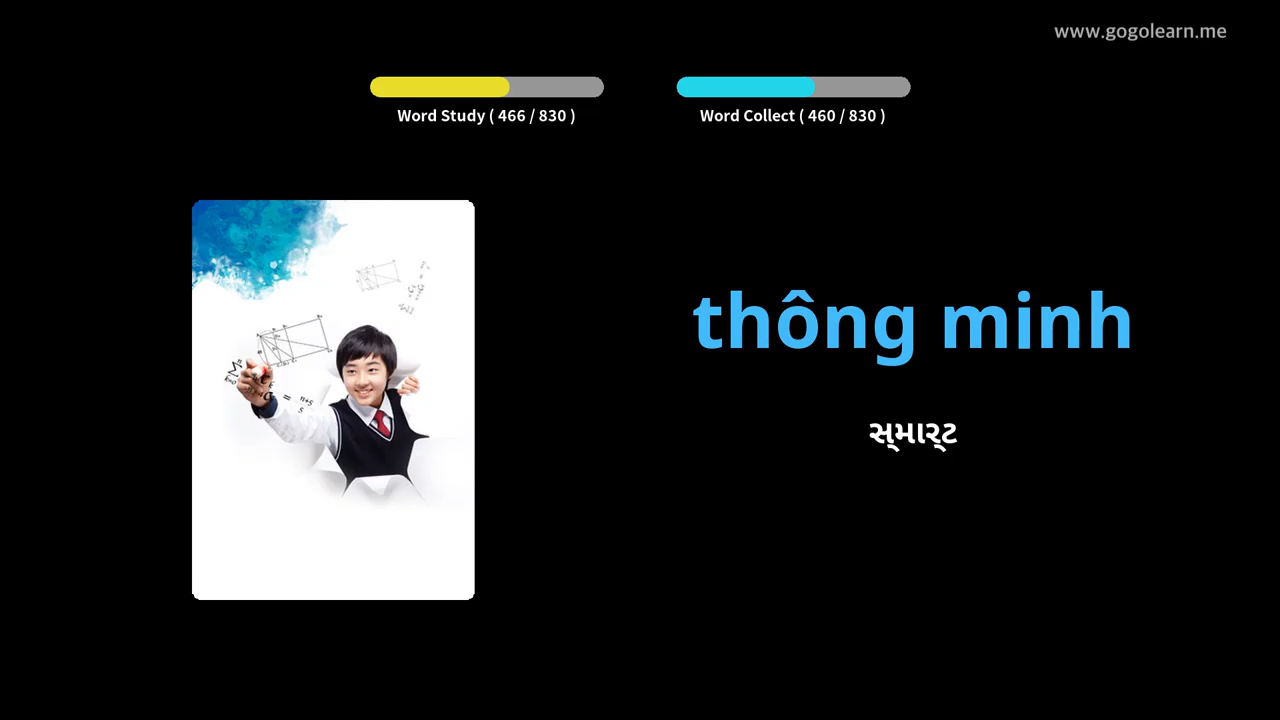 www.gogolearn.me
Word Study ( 466 / 830 )
Word Collect ( 460 / 830 )
thông minh
સ્માર્ટ